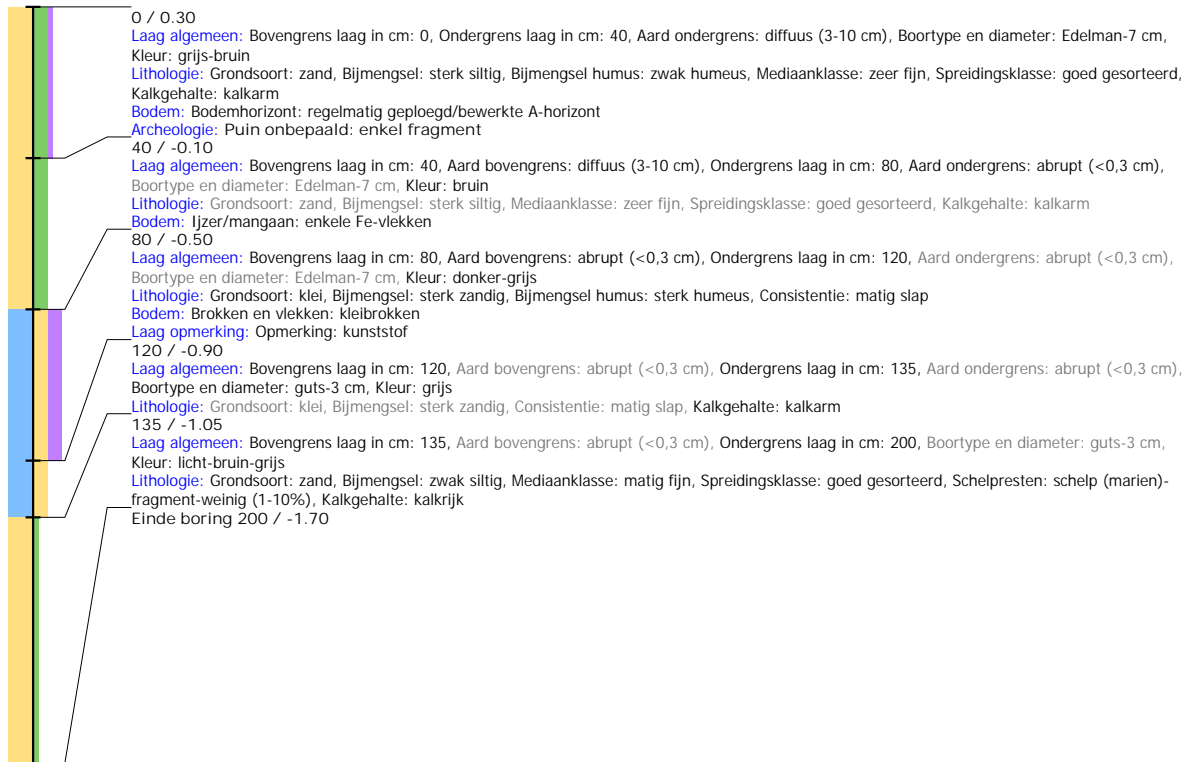 0 / 0.30
Laag algemeen: Bovengrens laag in cm: 0, Ondergrens laag in cm: 40, Aard ondergrens: diffuus (3-10 cm), Boortype en diameter: Edelman-7 cm,
Kleur: grijs-bruin
Lithologie: Grondsoort: zand, Bijmengsel: sterk siltig, Bijmengsel humus: zwak humeus, Mediaanklasse: zeer fijn, Spreidingsklasse: goed gesorteerd,
Kalkgehalte: kalkarm
Bodem: Bodemhorizont: regelmatig geploegd/bewerkte A-horizont
Archeologie: Puin onbepaald: enkel fragment
40 / -0.10
Laag algemeen: Bovengrens laag in cm: 40, Aard bovengrens: diffuus (3-10 cm), Ondergrens laag in cm: 80, Aard ondergrens: abrupt (<0,3 cm),
Boortype en diameter: Edelman-7 cm, Kleur: bruin
Lithologie: Grondsoort: zand, Bijmengsel: sterk siltig, Mediaanklasse: zeer fijn, Spreidingsklasse: goed gesorteerd, Kalkgehalte: kalkarm
Bodem: Ijzer/mangaan: enkele Fe-vlekken
80 / -0.50
Laag algemeen: Bovengrens laag in cm: 80, Aard bovengrens: abrupt (<0,3 cm), Ondergrens laag in cm: 120, Aard ondergrens: abrupt (<0,3 cm),
Boortype en diameter: Edelman-7 cm, Kleur: donker-grijs
Lithologie: Grondsoort: klei, Bijmengsel: sterk zandig, Bijmengsel humus: sterk humeus, Consistentie: matig slap
Bodem: Brokken en vlekken: kleibrokken
Laag opmerking: Opmerking: kunststof
120 / -0.90
Laag algemeen: Bovengrens laag in cm: 120, Aard bovengrens: abrupt (<0,3 cm), Ondergrens laag in cm: 135, Aard ondergrens: abrupt (<0,3 cm),
Boortype en diameter: guts-3 cm, Kleur: grijs
Lithologie: Grondsoort: klei, Bijmengsel: sterk zandig, Consistentie: matig slap, Kalkgehalte: kalkarm
135 / -1.05
Laag algemeen: Bovengrens laag in cm: 135, Aard bovengrens: abrupt (<0,3 cm), Ondergrens laag in cm: 200, Boortype en diameter: guts-3 cm,
Kleur: licht-bruin-grijs
Lithologie: Grondsoort: zand, Bijmengsel: zwak siltig, Mediaanklasse: matig fijn, Spreidingsklasse: goed gesorteerd, Schelpresten: schelp (marien)-
fragment-weinig (1-10%), Kalkgehalte: kalkrijk
Einde boring 200 / -1.70